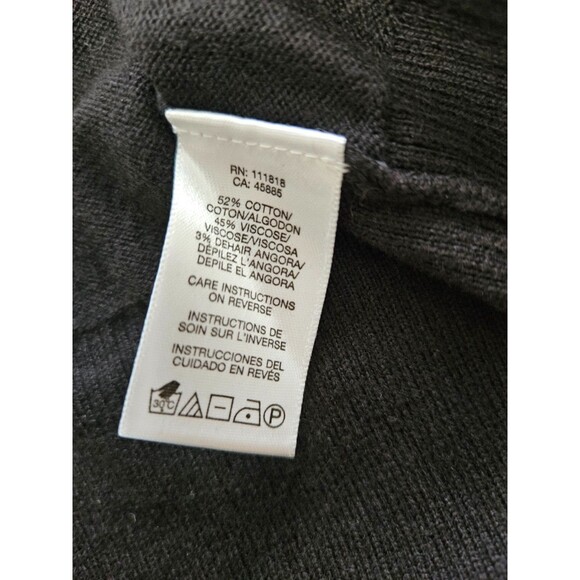 RN: 111818
CA: 45885
52% COTTON/
COTON/ALGODON
45% VISCOSE/
VISCOSE/VISCOSA
3% DEHAIR ANGORA/
DÉPILEZ L'ANGORA/
DEPILE EL ANGORA
CARE INSTRUCTIONS
ON REVERSE
INSTRUCTIONS DE
SOIN SUR L'INVERSE
INSTRUCCIONES DEL
CUIDADO EN REVÉS
30°C P